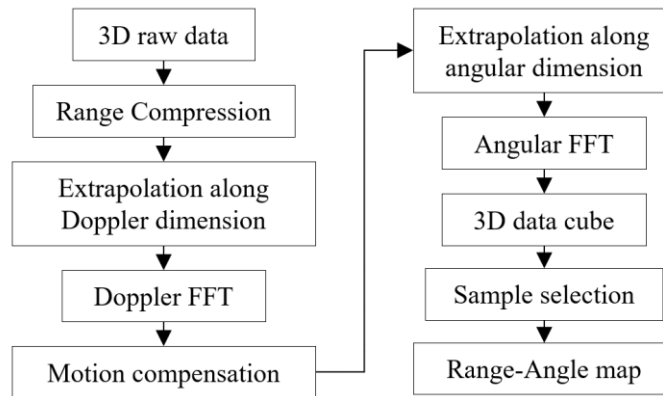 3D raw data
Range Compression
Extrapolation along
Doppler dimension
Doppler FFT
Motion compensation
Extrapolation along
angular dimension
Angular FFT
3D data cube
Sample selection
Range-Angle map